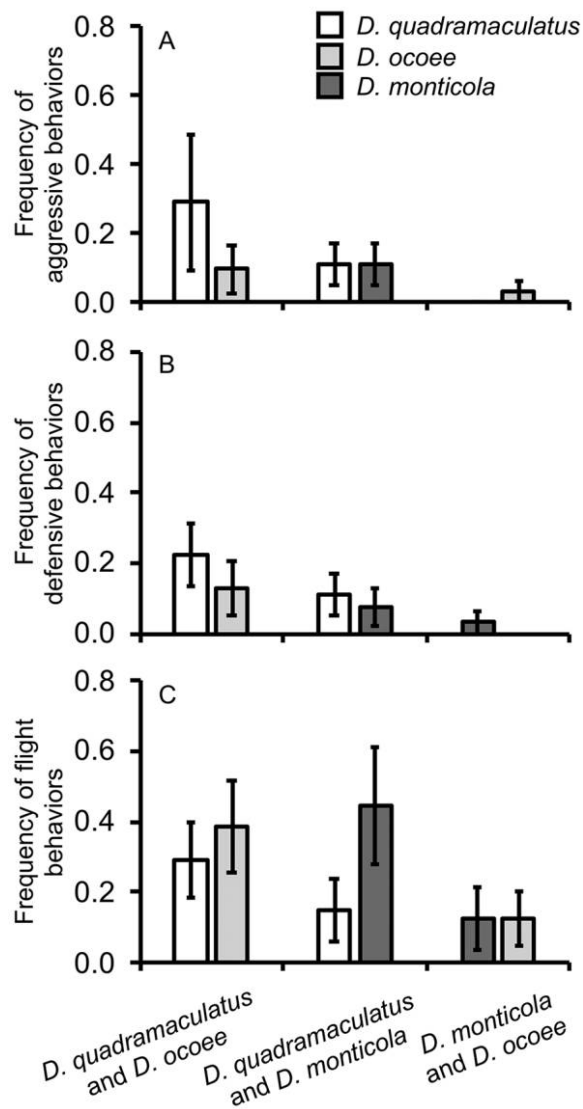 A
D. quadramaculatus
D. ocoee
D. monticola
Frequency of
aggressive behaviors
0.8
0.6
0.4
0.2
0.0
B
Frequency of
defensive behaviors
0.8
0.6
0.4
0.2
0.0
C
Frequency of flight
behaviors
0.8
0.6
0.4
0.2
0.0
D. quadramaculatus
and D. ocoee
D. quadramaculatus
and D. monticola
D. monticola
and D. ocoee